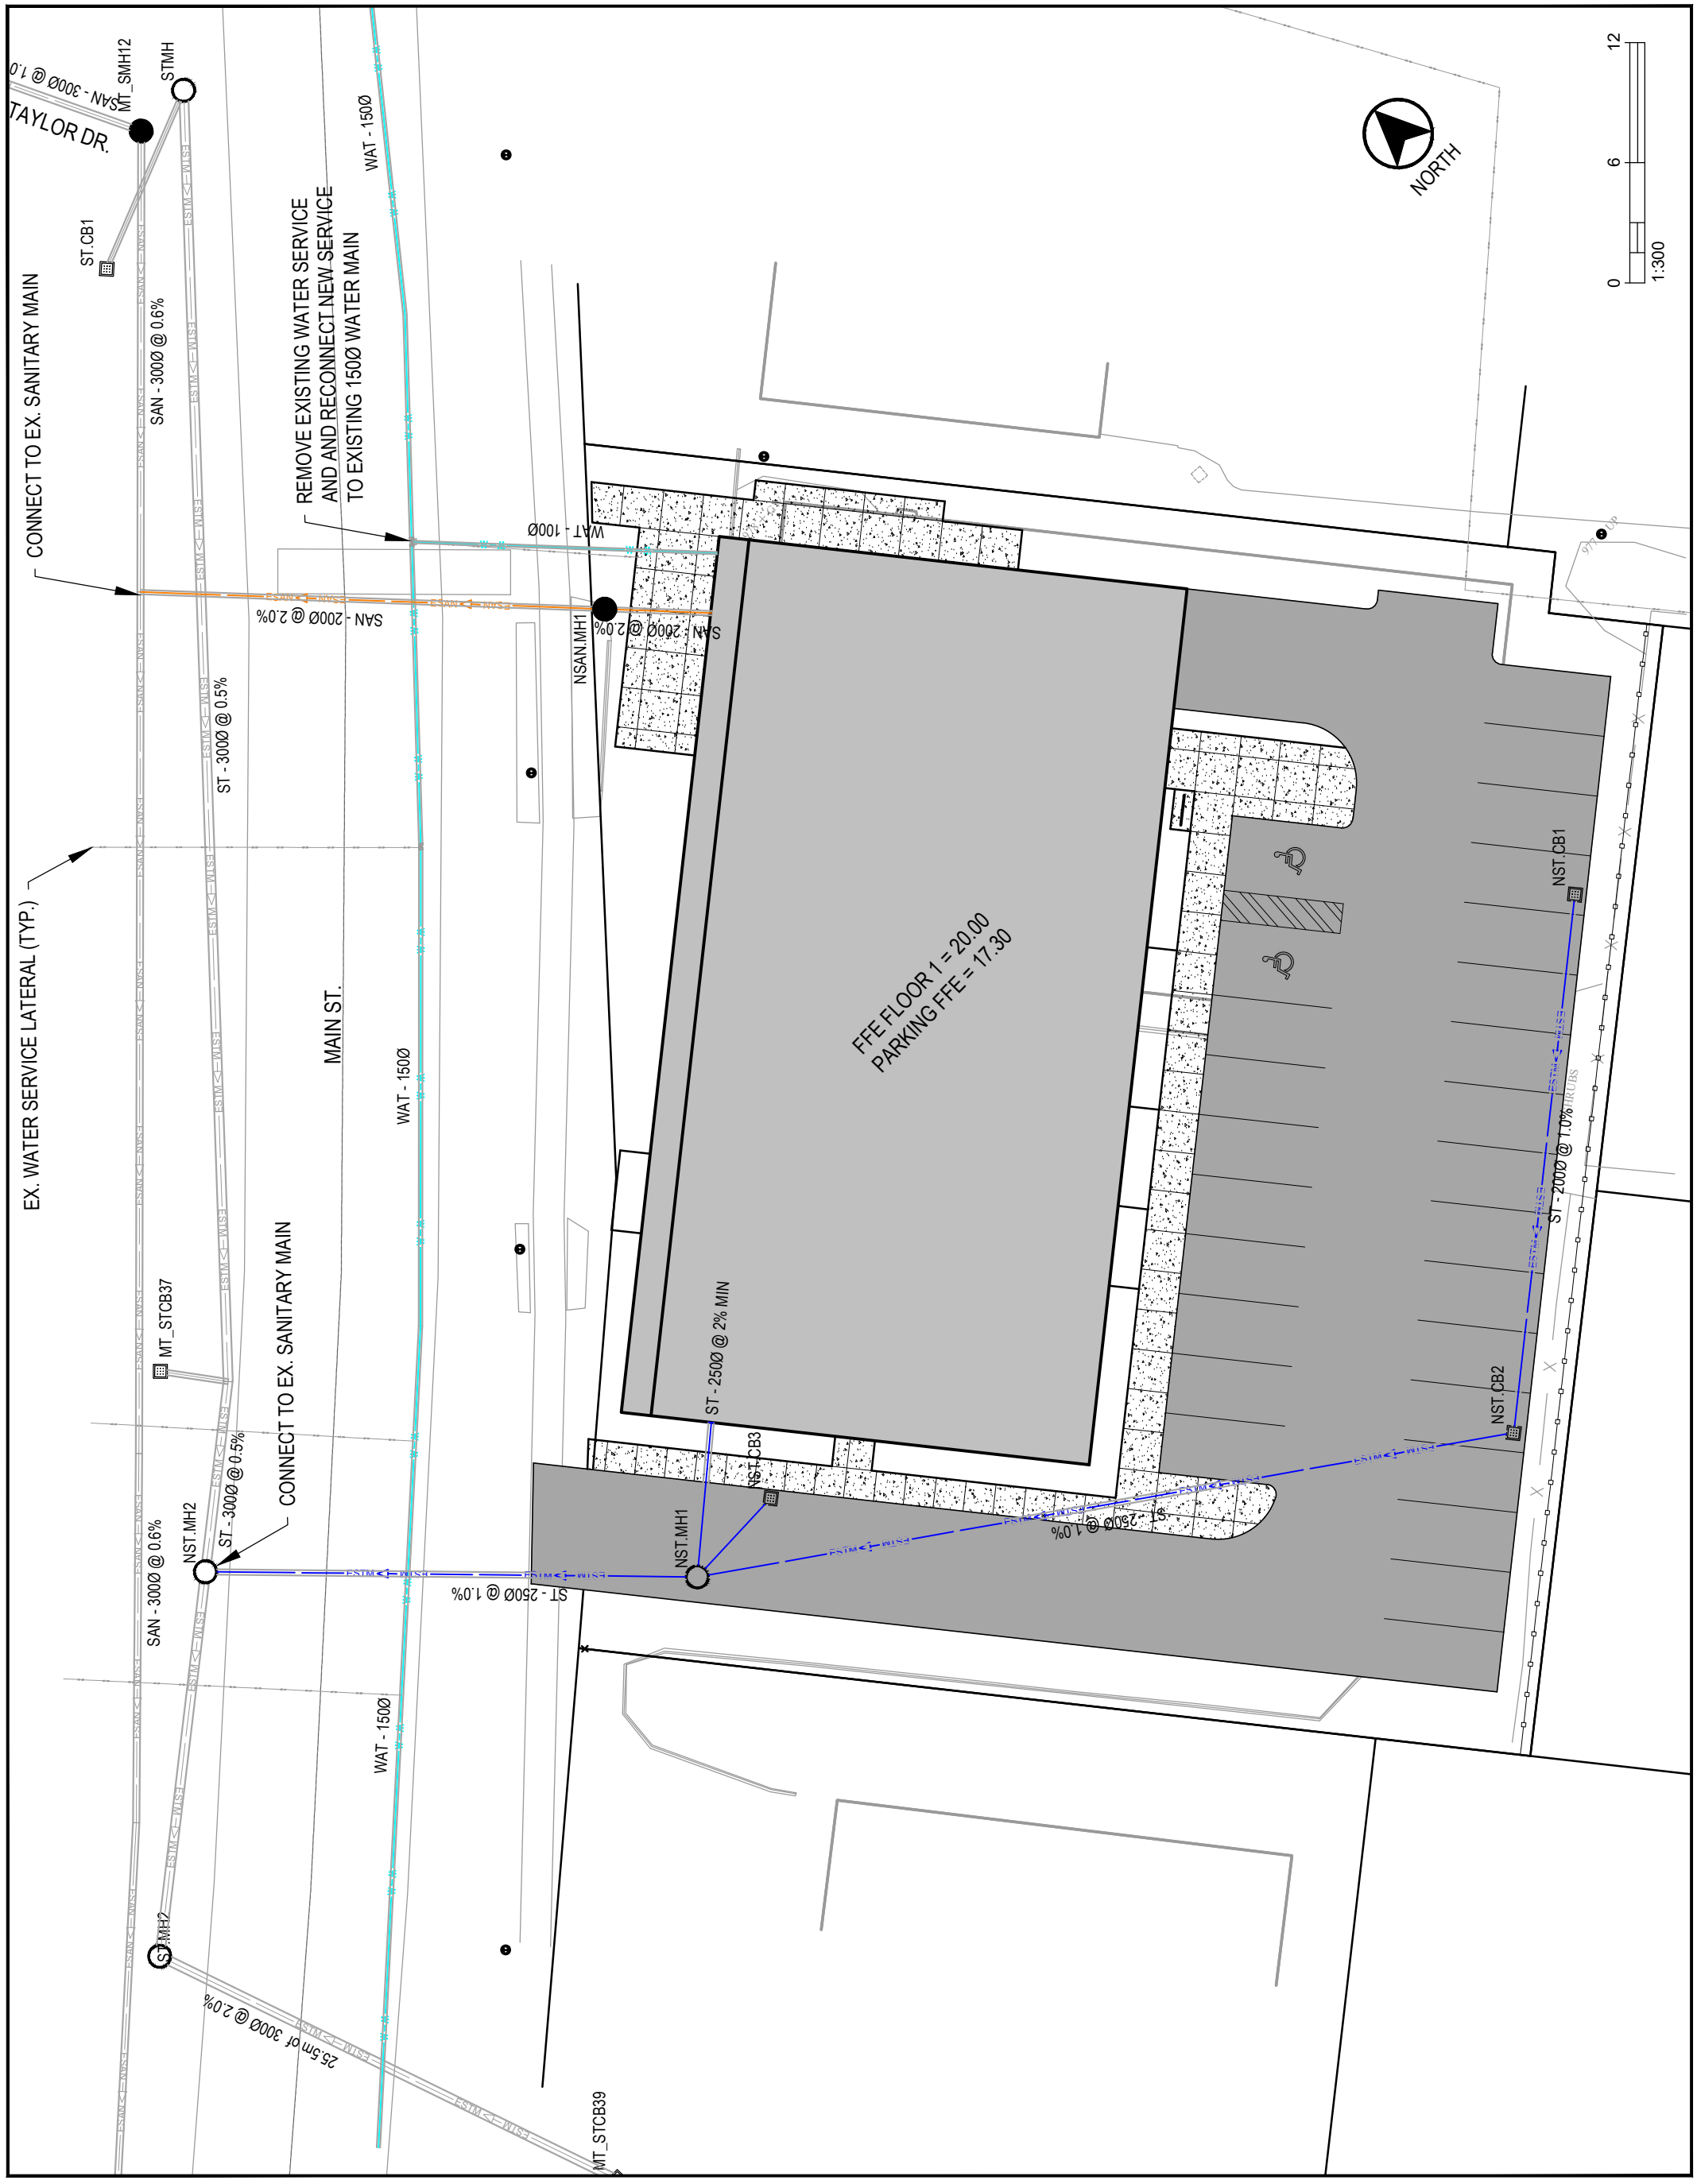 TAYLOR DR.
SAN - 300Ø @ 1.0
MT_SMH12
STMH
ST.CB1
CONNECT TO EX. SANITARY MAIN
SAN - 300Ø @ 0.6%
REMOVE EXISTING WATER SERVICE
AND AND RECONNECT NEW SERVICE
TO EXISTING 150Ø WATER MAIN
WAT - 150Ø
NORTH
0 6 12
1:300
EX. WATER SERVICE LATERAL (TYP.)
ST - 300Ø @ 0.5%
MAIN ST.
WAT - 150Ø
SAN - 200Ø @ 2.0%
NSAN.MH1
SAN - 200Ø @ 2.0%
WAT - 100Ø
UP
FFE FLOOR 1 = 20.00
PARKING FFE = 17.30
NST.CB1
ST - 200Ø @ 1.0%
HRUBS
NST.CB2
MT_STCB37
CONNECT TO EX. SANITARY MAIN
NST.MH2
ST - 300Ø @ 0.5%
SAN - 300Ø @ 0.6%
ST - 250Ø @ 2% MIN
NST.CB3
NST.MH1
ST - 250Ø @ 1.0%
ST - 250Ø @ 1.0%
WAT - 150Ø
ST.MH2
25.5m of 300Ø @ 2.0%
MT_STCB39
ESAN
ESTM
W